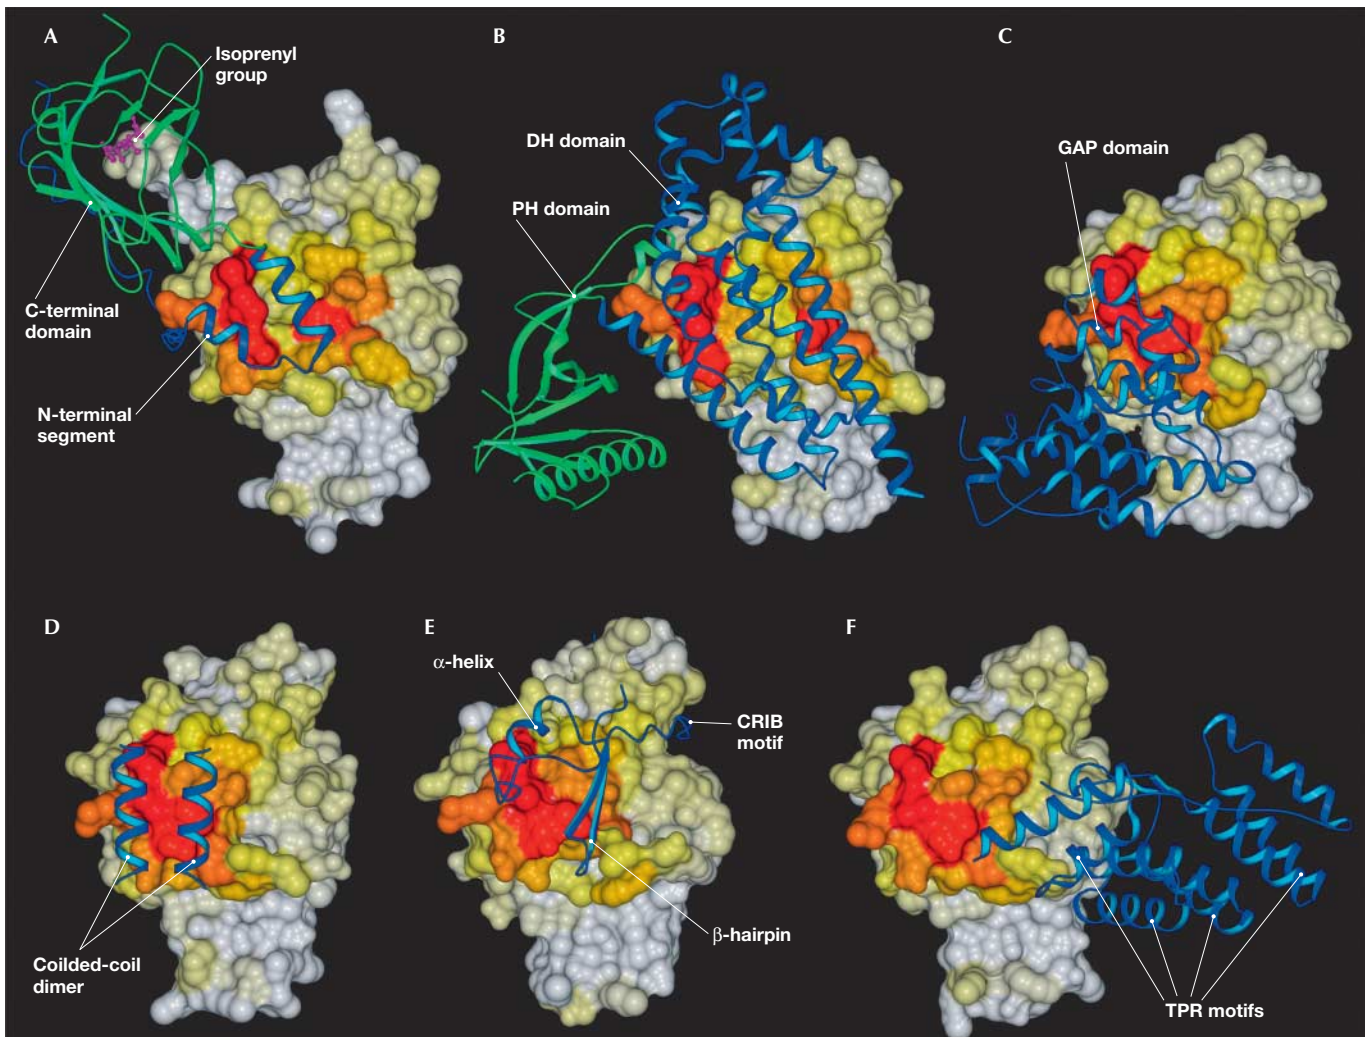 A
Isoprenyl
group
C-terminal
domain
N-terminal
segment
B
DH domain
PH domain
C
GAP domain
D
Coilded-coil
dimer
E
α-helix
CRIB
motif
β-hairpin
F
TPR motifs